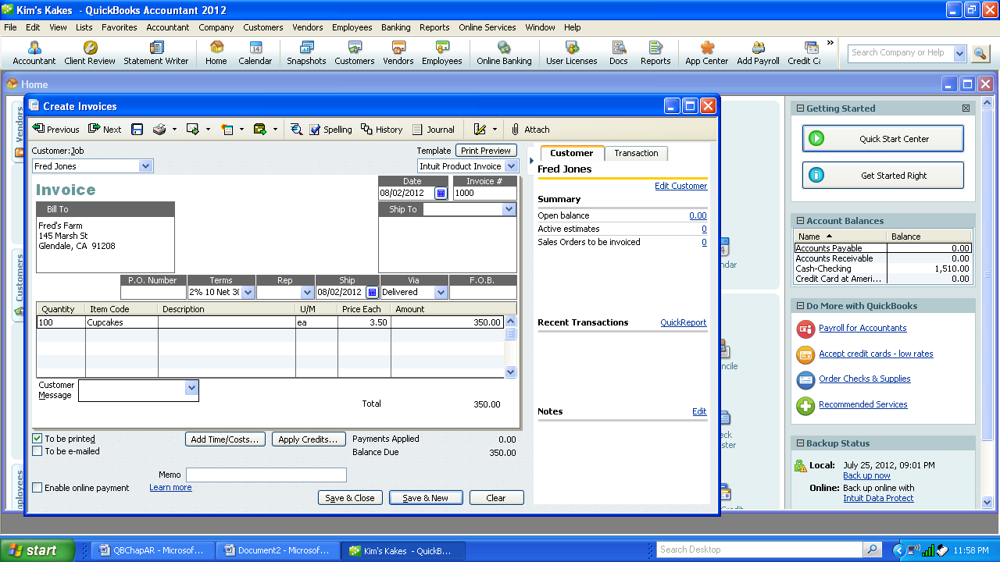 Kim's Kakes  - QuickBooks Accountant 2012
File Edit View Lists Favorites Accountant Company Customers Vendors Employees Banking Reports Online Services Window Help
Accountant Client Review Statement Writer Home Calendar Snapshots Customers Vendors Employees Online Banking User Licenses Docs Reports App Center Add Payroll Credit Ca
Search Company or Help
Home
Vendors
Customers
ployees
Create Invoices
Previous Next Spelling History Journal Attach
Customer:Job
Template Print Preview
Fred Jones
Intuit Product Invoice
Invoice
Date Invoice #
08/02/2012 1000
Bill To
Ship To
Fred's Farm
145 Marsh St
Glendale, CA  91208
P.O. Number Terms Rep Ship Via F.O.B.
2% 10 Net 30 08/02/2012 Delivered
Quantity Item Code Description U/M Price Each Amount
100 Cupcakes ea 3.50 350.00
Customer
Message
Total 350.00
To be printed
Add Time/Costs... Apply Credits... Payments Applied 0.00
To be e-mailed
Balance Due 350.00
Memo
Enable online payment Learn more
Save & Close Save & New Clear
Customer Transaction
Fred Jones
Edit Customer
Summary
Open balance 0.00
Active estimates 0
Sales Orders to be invoiced 0
Recent Transactions QuickReport
Notes Edit
ndar
ncile
eck
ster
Credit
Getting Started
Quick Start Center
Get Started Right
Account Balances
Name Balance
Accounts Payable 0.00
Accounts Receivable 0.00
Cash-Checking 1,510.00
Credit Card at Ameri... 0.00
Do More with QuickBooks
Payroll for Accountants
Accept credit cards - low rates
Order Checks & Supplies
Recommended Services
Backup Status
Local: July 25, 2012, 09:01 PM
Back up now
Online: Back up online with
Intuit Data Protect
start QBChapAR - Microsof... Document2 - Microsof... Kim's Kakes  - QuickB... Search Desktop 11:58 PM